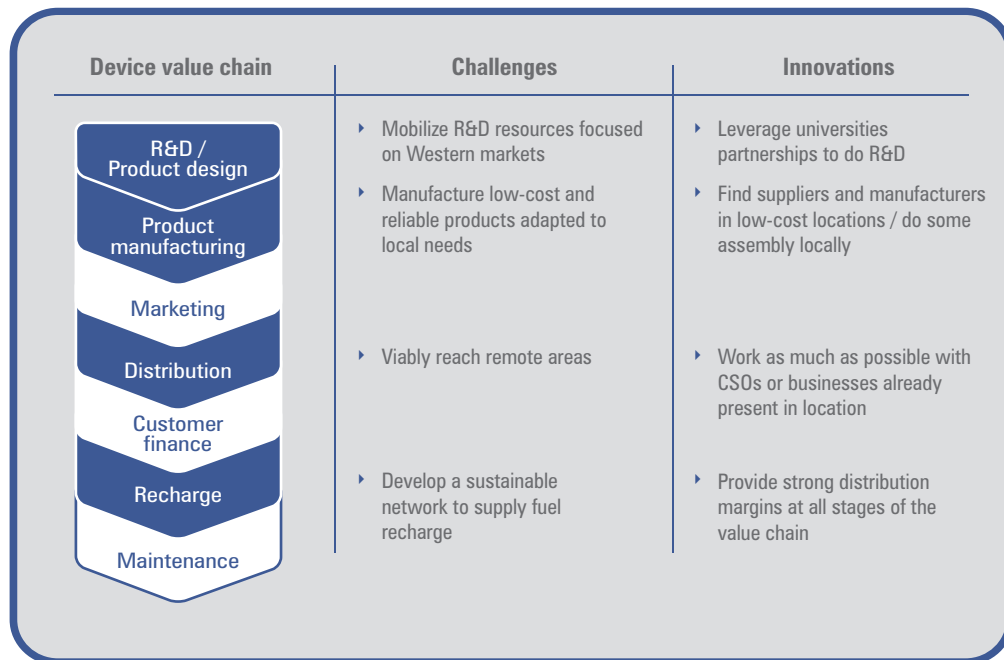 Device value chain
Challenges
Innovations
R&D /
Product design
Mobilize R&D resources focused
on Western markets
Leverage universities
partnerships to do R&D
Product
manufacturing
Manufacture low-cost and
reliable products adapted to
local needs
Find suppliers and manufacturers
in low-cost locations / do some
assembly locally
Marketing
Distribution
Viably reach remote areas
Work as much as possible with
CSOs or businesses already
present in location
Customer
finance
Recharge
Develop a sustainable
network to supply fuel
recharge
Provide strong distribution
margins at all stages of the
value chain
Maintenance